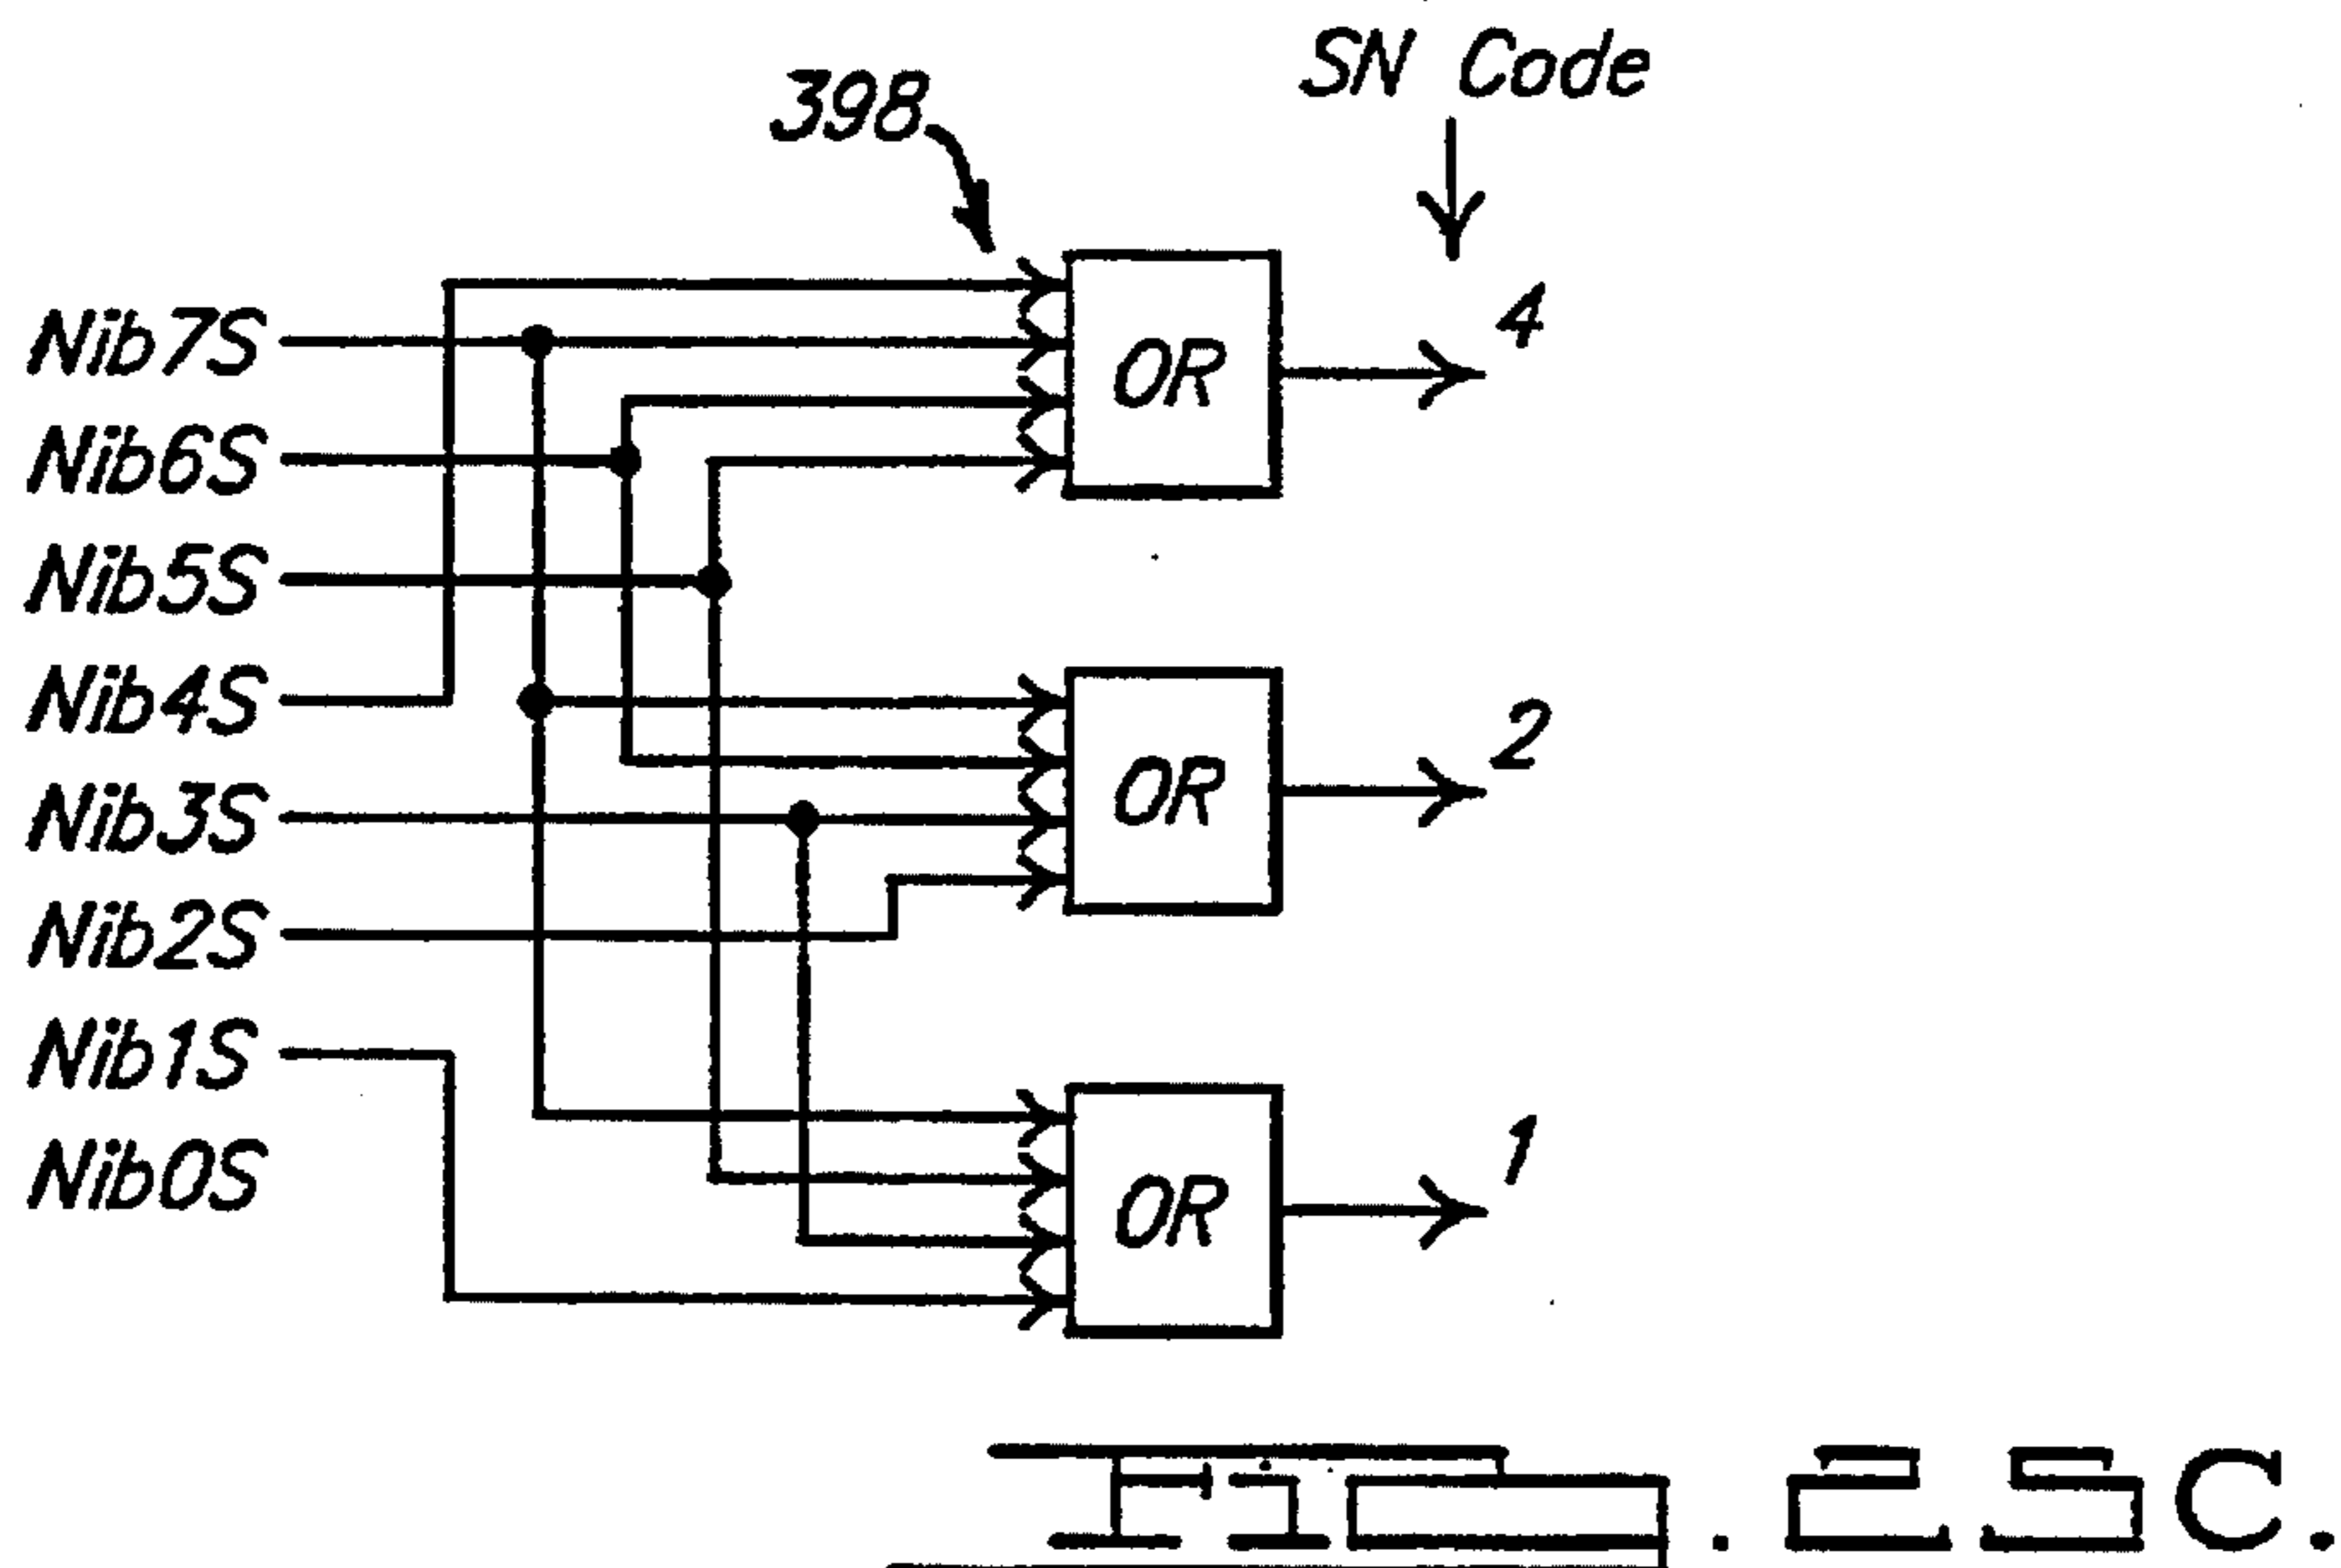 SN Code
398
4
Nib7S
OR
Nib6S
Nib5S
Nib4S
2
OR
Nib3S
Nib2S
Nib1S
1
Nib0S
OR
FIG. 25C.